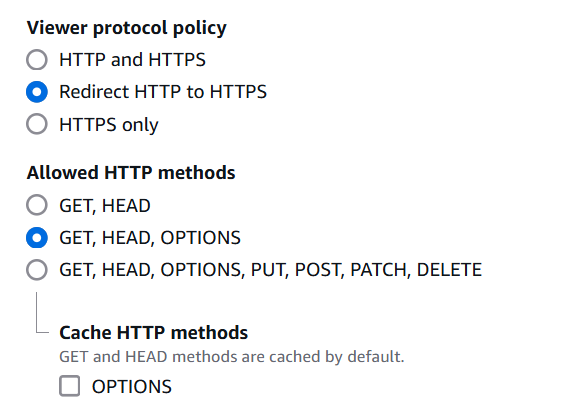 Viewer protocol policy
HTTP and HTTPS
Redirect HTTP to HTTPS
HTTPS only
Allowed HTTP methods
GET, HEAD
GET, HEAD, OPTIONS
GET, HEAD, OPTIONS, PUT, POST, PATCH, DELETE
Cache HTTP methods
GET and HEAD methods are cached by default.
OPTIONS